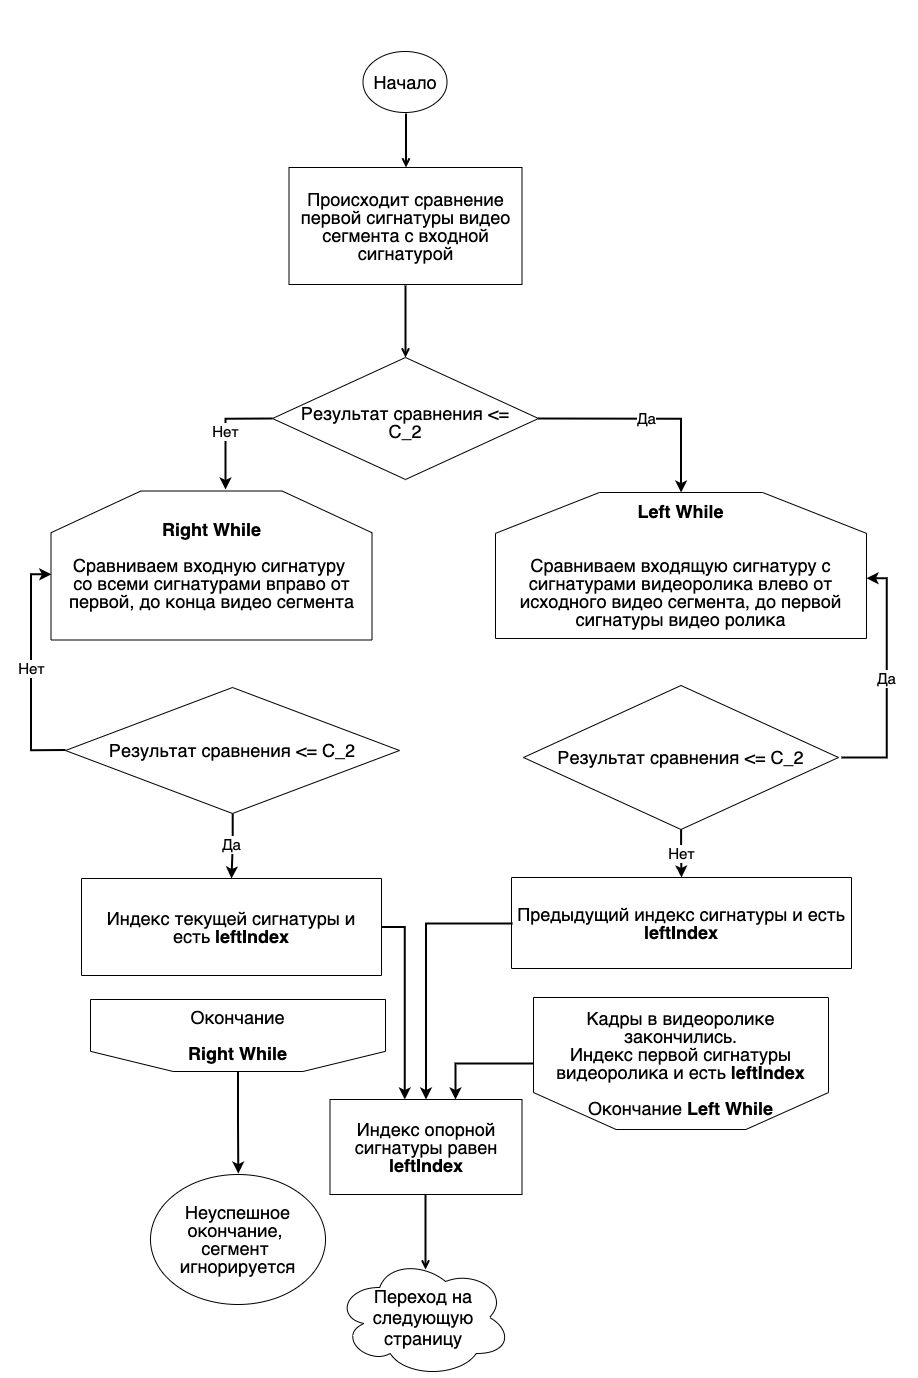 Начало
Происходит сравнение
первой сигнатуры видео
сегмента с входной
сигнатурой
Результат сравнения <=
C_2
Нет
Да
Right While
Сравниваем входную сигнатуру
со всеми сигнатурами вправо от
первой, до конца видео сегмента
Left While
Сравниваем входящую сигнатуру с
сигнатурами видеоролика влево от
исходного видео сегмента, до первой
сигнатуры видео ролика
Нет
Да
Результат сравнения <= C_2
Результат сравнения <= C_2
Да
Нет
Индекс текущей сигнатуры и
есть leftIndex
Предыдущий индекс сигнатуры и есть
leftIndex
Окончание
Right While
Кадры в видеоролике
закончились.
Индекс первой сигнатуры
видеоролика и есть leftIndex
Окончание Left While
Индекс опорной
сигнатуры равен
leftIndex
Неуспешное
окончание,
сегмент
игнорируется
Переход на
следующую
страницу